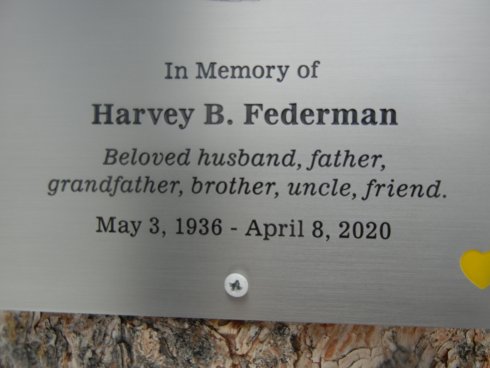 In Memory of
Harvey B. Federman
Beloved husband, father,
grandfather, brother, uncle, friend.
May 3, 1936 - April 8, 2020